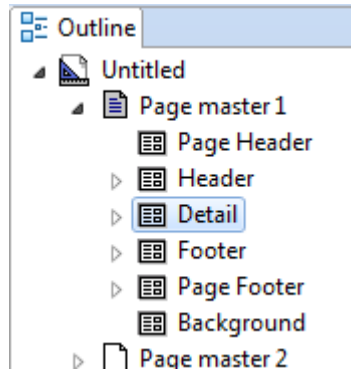 Outline
Untitled
Page master 1
Page Header
Header
Detail
Footer
Page Footer
Background
Page master 2